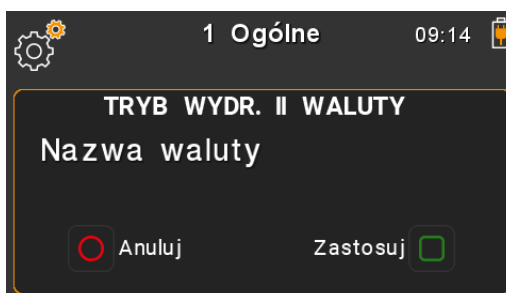 1 Ogólne 09:14
TRYB WYDR. II WALUTY
Nazwa waluty
Anuluj Zastosuj